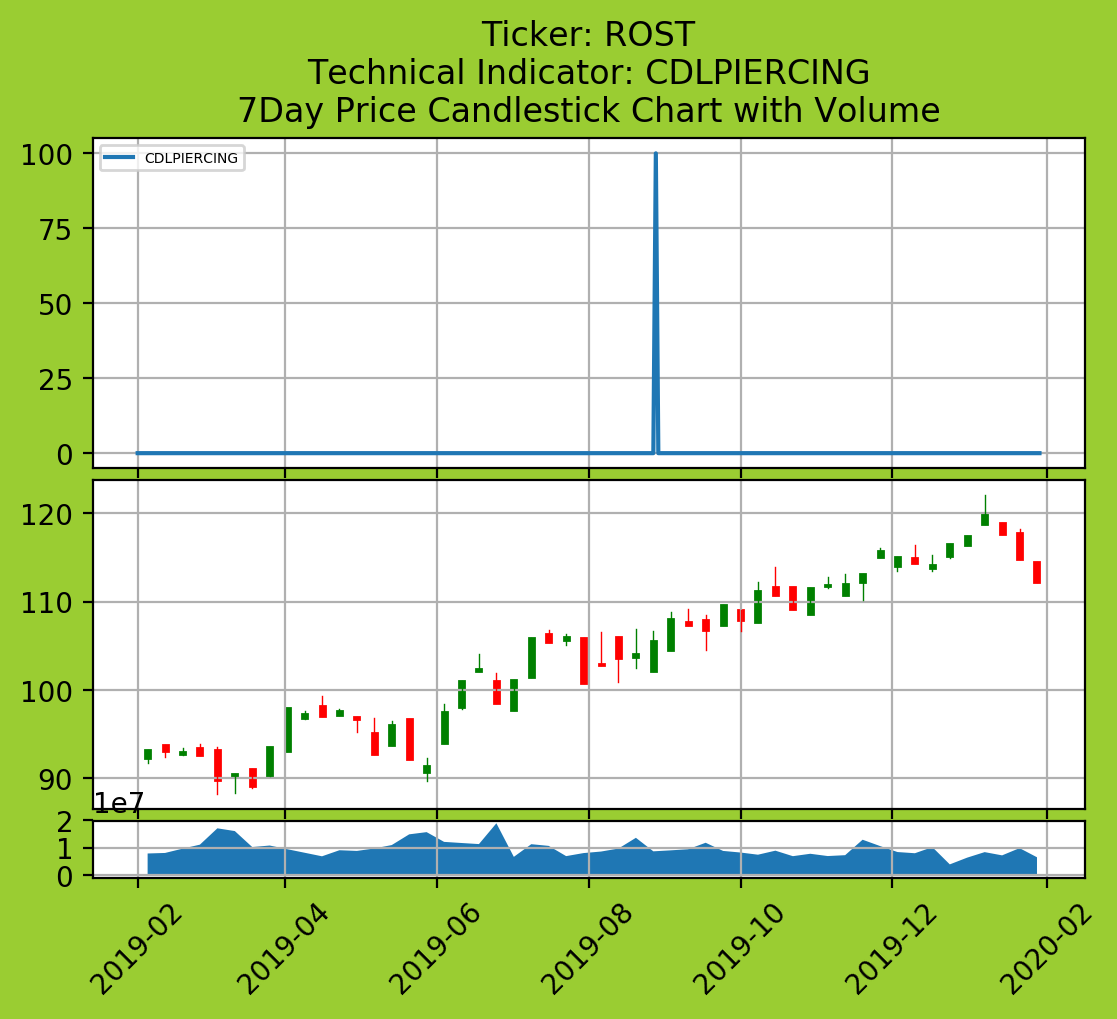 Ticker: ROST
Technical Indicator: CDLPIERCING
7Day Price Candlestick Chart with Volume
CDLPIERCING
100
75
50
25
0
120
110
100
90
1e7
2
1
0
2019-02 2019-04 2019-06 2019-08 2019-10 2019-12 2020-02